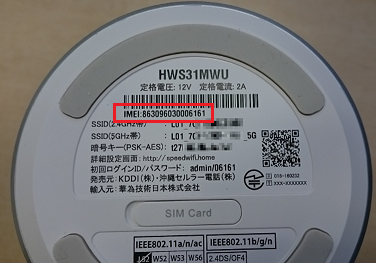 HWS31MWU
定格電圧: 12V 定格電流: 2A
IMEI:863096030006161
SSID(2.4GHz帯) : L01_7C
SSID(5GHz帯) : L01_7C _5G
暗号キー(PSK-AES) : t27
詳細設定画面 : http://speedwifi.home
初回ログインID/パスワード: admin/06161
発売元: KDDI(株)・沖縄セルラー電話(株)
輸入元: 華為技術日本株式会社
SIM Card
IEEE802.11a/n/ac
IEEE802.11b/g/n
W52 W53 W56
2.4DS/OF4